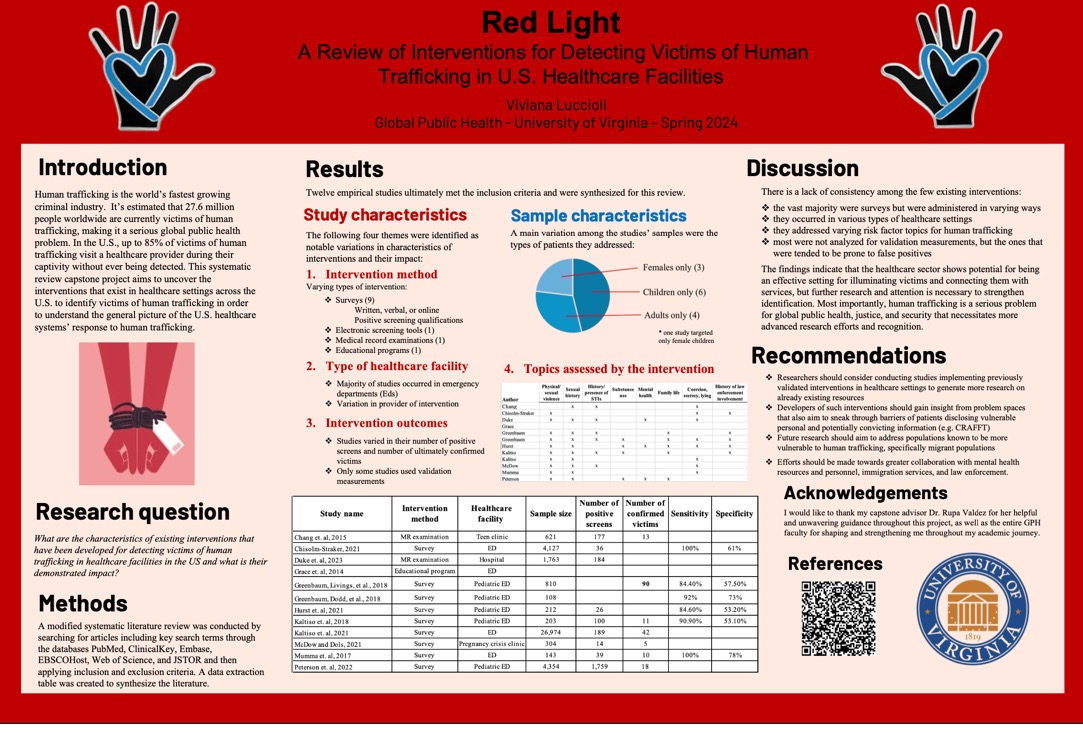 Red Light
A Review of Interventions for Detecting Victims of Human
Trafficking in U.S. Healthcare Facilities
Viviana Luccioli
Global Public Health - University of Virginia - Spring 2024
Introduction
Human trafficking is the world's fastest growing
criminal industry. It's estimated that 27.6 million
people worldwide are currently victims of human
trafficking, making it a serious global public health
problem. In the U.S., up to 85% of victims of human
trafficking visit a healthcare provider during their
captivity without ever being detected. This systematic
review capstone project aims to uncover the
interventions that exist in healthcare settings across the
U.S. to identify victims of human trafficking in order
to understand the general picture of the U.S. healthcare
systems' response to human trafficking.
Research question
What are the characteristics of existing interventions that
have been developed for detecting victims of human
trafficking in healthcare facilities in the US and what is their
demonstrated impact?
Methods
A modified systematic literature review was conducted by
searching for articles including key search terms through
the databases PubMed, ClinicalKey, Embase,
EBSCOHost, Web of Science, and JSTOR and then
applying inclusion and exclusion criteria. A data extraction
table was created to synthesize the literature.
Results
Twelve empirical studies ultimately met the inclusion criteria and were synthesized for this review.
Study characteristics
The following four themes were identified as
notable variations in characteristics of
interventions and their impact:
1. Intervention method
Varying types of intervention:
❖ Surveys (9)
Written, verbal, or online
Positive screening qualifications
❖ Electronic screening tools (1)
❖ Medical record examinations (1)
❖ Educational programs (1)
2. Type of healthcare facility
❖ Majority of studies occurred in emergency
departments (Eds)
❖ Variation in provider of intervention
3. Intervention outcomes
❖ Studies varied in their number of positive
screens and number of ultimately confirmed
victims
❖ Only some studies used validation
measurements
Sample characteristics
A main variation among the studies' samples were the
types of patients they addressed:
Females only (3)
Children only (6)
Adults only (4)
* one study targeted
only female children
4. Topics assessed by the intervention
Author Physical/ sexual violence Sexual history History/ presence of STIs Substance use Mental health Family life Coercion, secrecy, lying History of law enforcement involvement
Chang x x x
Chisolm-Straker x x x
Duke x x x x x
Grace
Greenbaum x x x x
Greenbaum x x x x x x
Hurst x x x x x x
Kaltiso x x x x x
Kaltiso x x
McDow x x x x
Mumma x x x
Peterson x x x x x x
Study name Intervention method Healthcare facility Sample size Number of positive screens Number of confirmed victims Sensitivity Specificity
Chang et. al, 2015 MR examination Teen clinic 621 177 13
Chisolm-Straker, 2021 Survey ED 4,127 36 100% 61%
Duke et al, 2023 MR examination Hospital 1,763 184
Grace et. al, 2014 Educational program ED
Greenbaum, Livings, et al., 2018 Survey Pediatric ED 810 90 84.40% 57.50%
Greenbaum, Dodd, et al., 2018 Survey Pediatric ED 108 92% 73%
Hurst et. al, 2021 Survey Pediatric ED 212 26 84.60% 53.20%
Kaltiso et al, 2018 Survey Pediatric ED 203 100 11 90.90% 53.10%
Kaltiso et al, 2021 Survey ED 26,974 189 42
McDow and Dols, 2021 Survey Pregnancy crisis clinic 304 14 5
Mumma et. al, 2017 Survey ED 143 39 10 100% 78%
Peterson et. al, 2022 Survey Pediatric ED 4,354 1,759 18
Discussion
There is a lack of consistency among the few existing interventions:
❖ the vast majority were surveys but were administered in varying ways
❖ they occurred in various types of healthcare settings
❖ they addressed varying risk factor topics for human trafficking
❖ most were not analyzed for validation measurements, but the ones that
were tended to be prone to false positives
The findings indicate that the healthcare sector shows potential for being
an effective setting for illuminating victims and connecting them with
services, but further research and attention is necessary to strengthen
identification. Most importantly, human trafficking is a serious problem
for global public health, justice, and security that necessitates more
advanced research efforts and recognition.
Recommendations
❖ Researchers should consider conducting studies implementing previously
validated interventions in healthcare settings to generate more research on
already existing resources
❖ Developers of such interventions should gain insight from problem spaces
that also aim to sneak through barriers of patients disclosing vulnerable
personal and potentially convicting information (e.g. CRAFFT)
❖ Future research should aim to address populations known to be more
vulnerable to human trafficking, specifically migrant populations
❖ Efforts should be made towards greater collaboration with mental health
resources and personnel, immigration services, and law enforcement.
Acknowledgements
I would like to thank my capstone advisor Dr. Rupa Valdez for her helpful
and unwavering guidance throughout this project, as well as the entire GPH
faculty for shaping and strengthening me throughout my academic journey.
References
UNIVERSITY OF VIRGINIA
1819